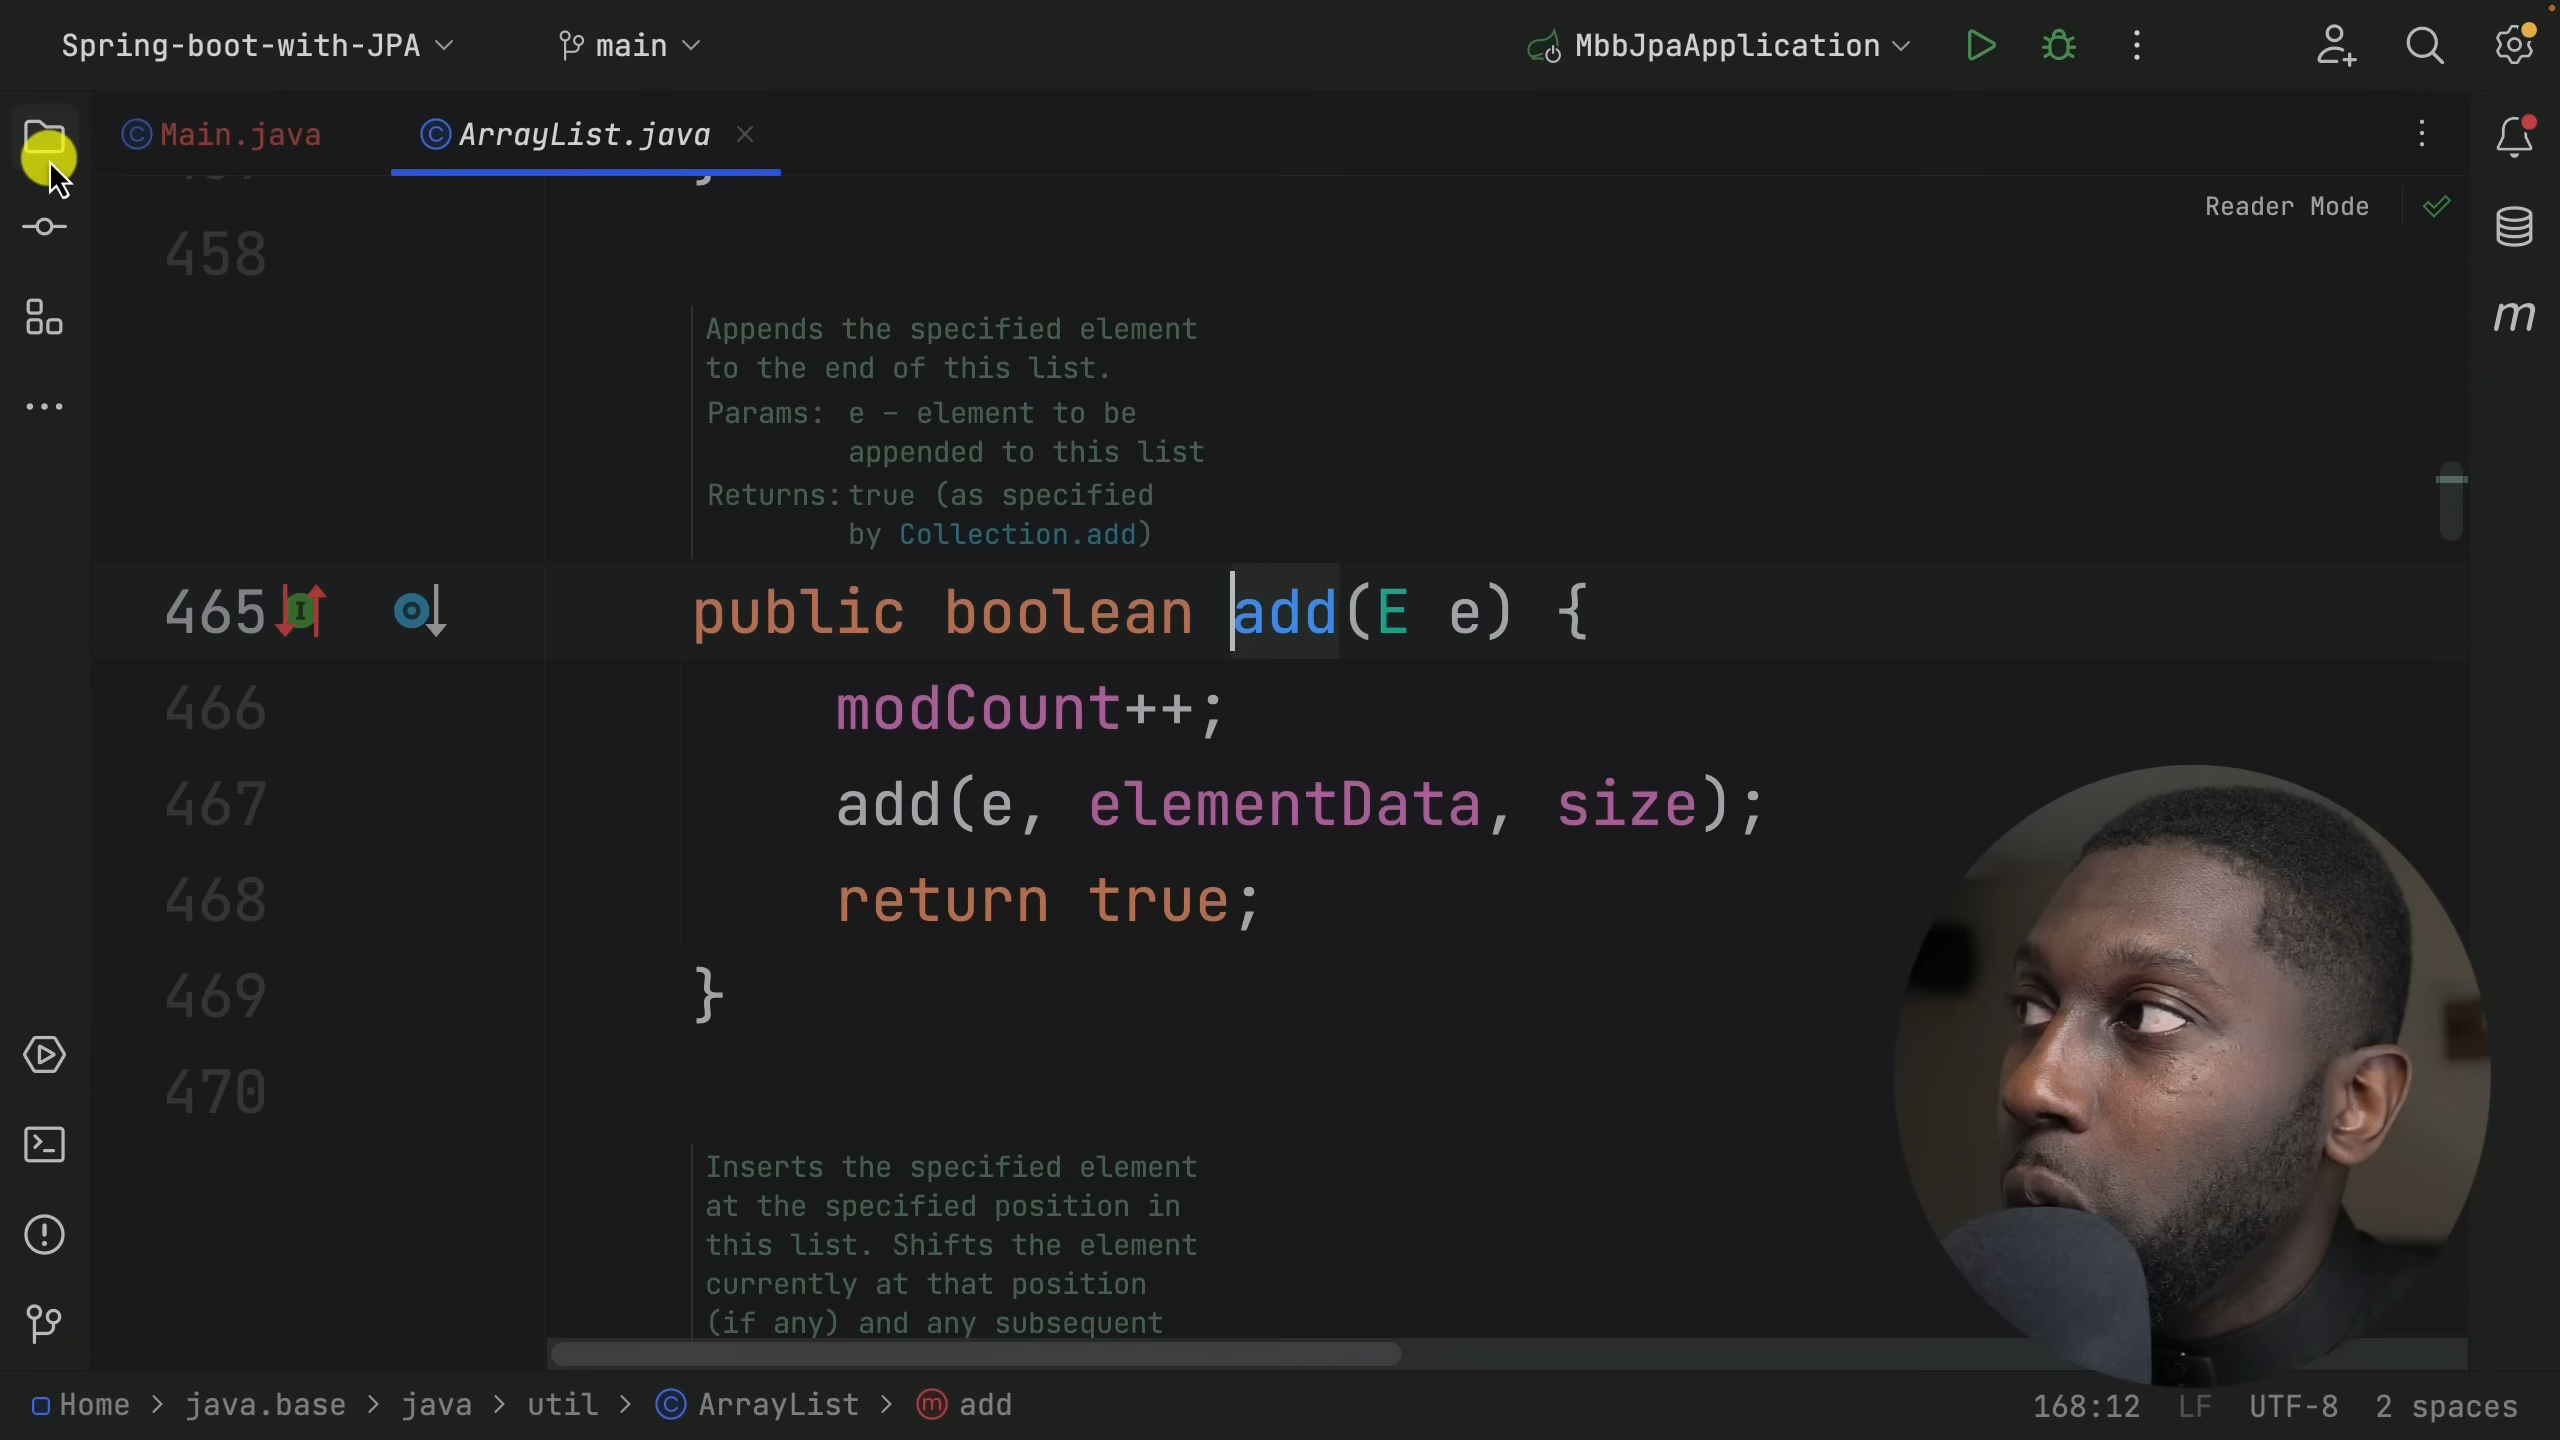 Spring-boot-with-JPA
main
MbbJpaApplication
Main.java
ArrayList.java
Reader Mode
458
Appends the specified element
to the end of this list.
Params: e – element to be
appended to this list
Returns: true (as specified
by Collection.add)
465 public boolean add(E e) {
466 modCount++;
467 add(e, elementData, size);
468 return true;
469 }
470
Inserts the specified element
at the specified position in
this list. Shifts the element
currently at that position
(if any) and any subsequent
Home > java.base > java > util > ArrayList > add
168:12 LF UTF-8 2 spaces